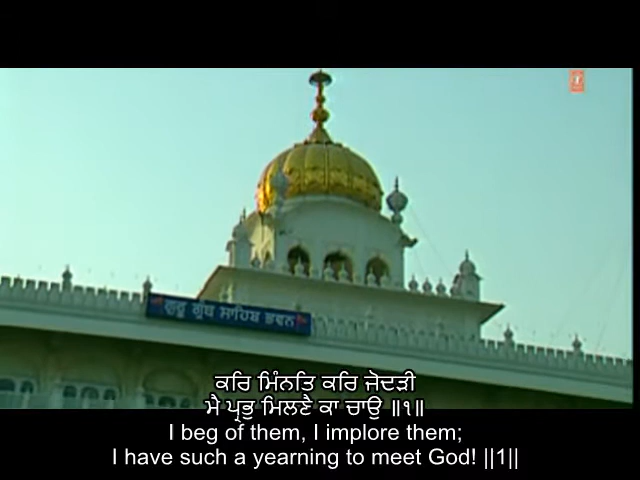 ਗੁਰੂ ਗ੍ਰੰਥ ਸਾਹਿਬ ਭਵਨ
ਕਰਿ ਮਿੰਨਤਿ ਕਰਿ ਜੋਦੜੀ
ਮੈ ਪ੍ਰਭੁ ਮਿਲਣੈ ਕਾ ਚਾਉ ॥੧॥
I beg of them, I implore them;
I have such a yearning to meet God! ||1||